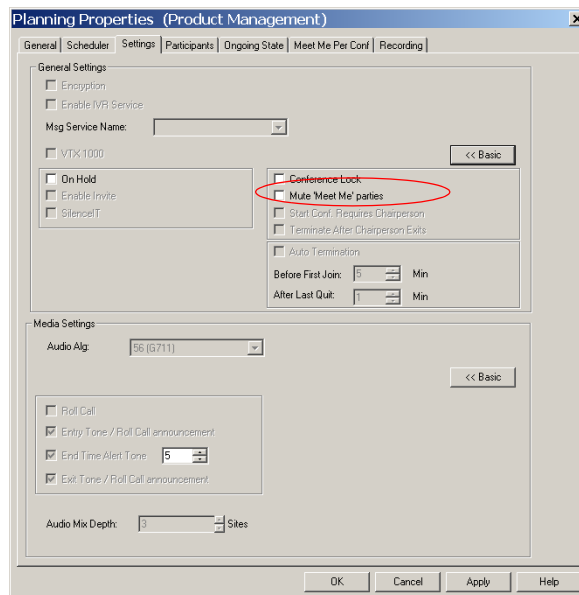 Planning Properties (Product Management)
General Scheduler Settings Participants Ongoing State Meet Me Per Conf Recording
General Settings
Encryption
Enable IVR Service
Msg Service Name:
VTX 1000
<< Basic
On Hold
Enable Invite
SilenceIT
Conference Lock
Mute 'Meet Me' parties
Start Conf. Requires Chairperson
Terminate After Chairperson Exits
Auto Termination
Before First Join: 5 Min
After Last Quit: 1 Min
Media Settings
Audio Alg: 56 (G711)
<< Basic
Roll Call
Entry Tone / Roll Call announcement
End Time Alert Tone 5
Exit Tone / Roll Call announcement
Audio Mix Depth: 3 Sites
OK Cancel Apply Help